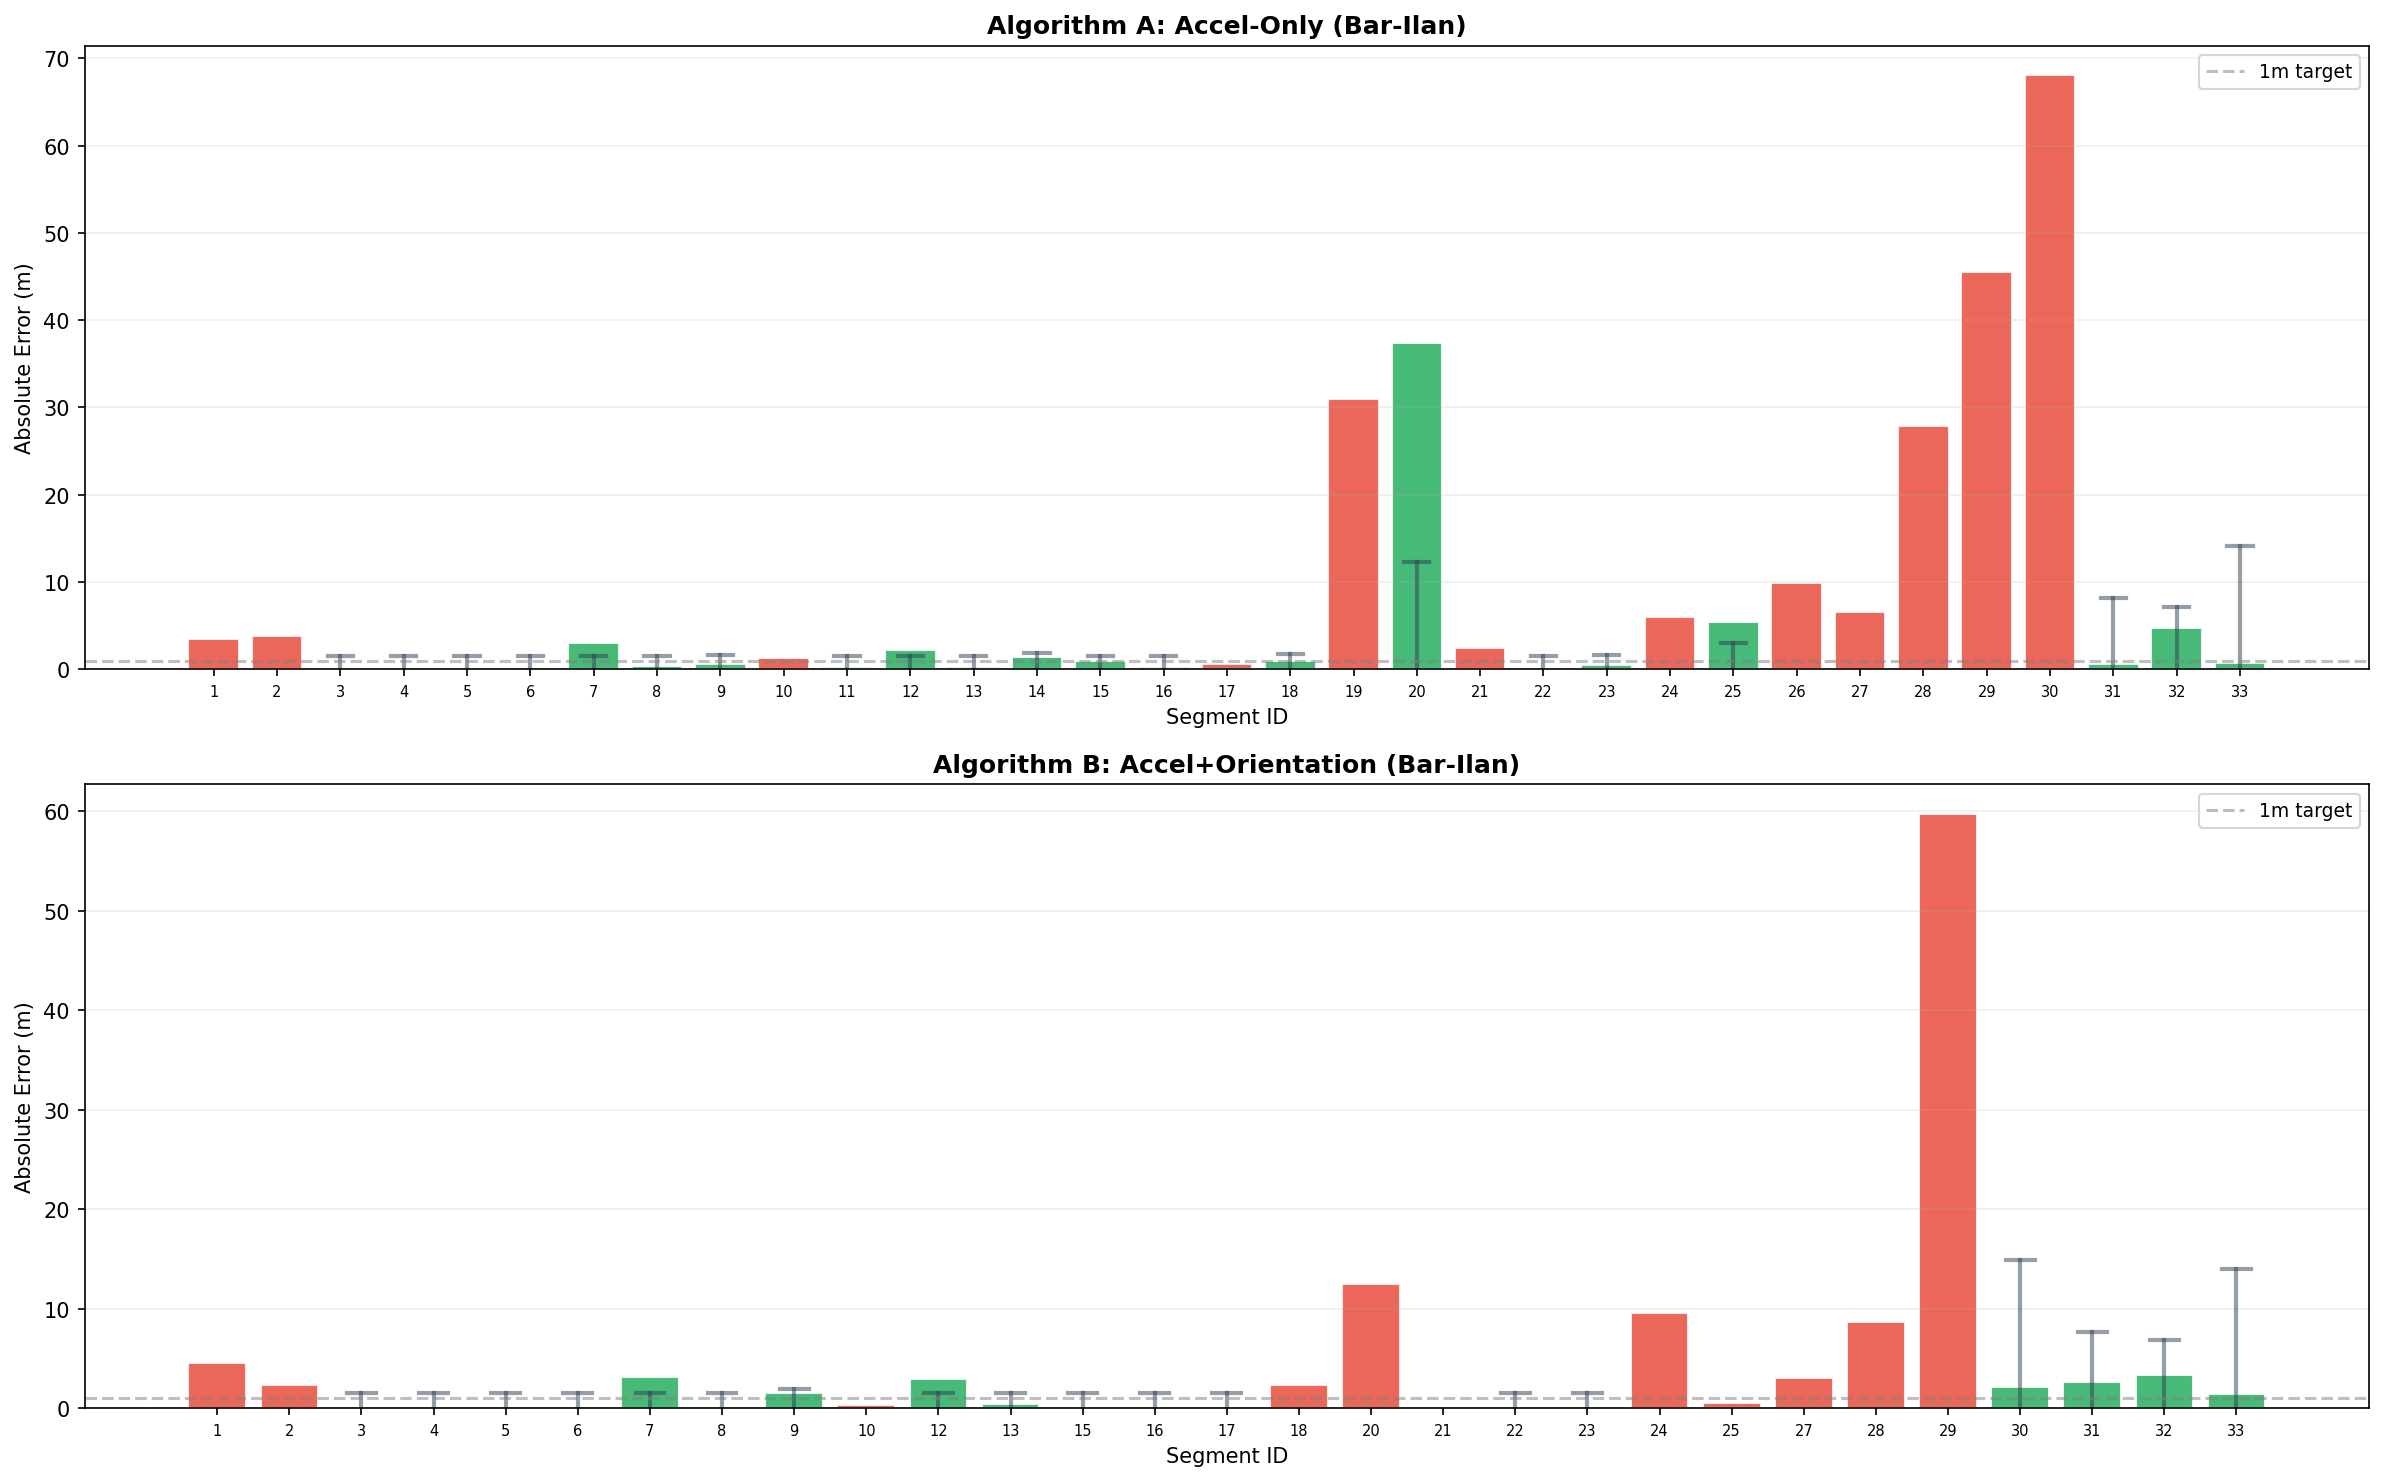 Algorithm A: Accel-Only (Bar-Ilan)
1m target
70
60
50
40
30
20
10
0
Absolute Error (m)
1 2 3 4 5 6 7 8 9 10 11 12 13 14 15 16 17 18 19 20 21 22 23 24 25 26 27 28 29 30 31 32 33
Segment ID
Algorithm B: Accel+Orientation (Bar-Ilan)
1m target
60
50
40
30
20
10
0
Absolute Error (m)
1 2 3 4 5 6 7 8 9 10 12 13 15 16 17 18 20 21 22 23 24 25 27 28 29 30 31 32 33
Segment ID